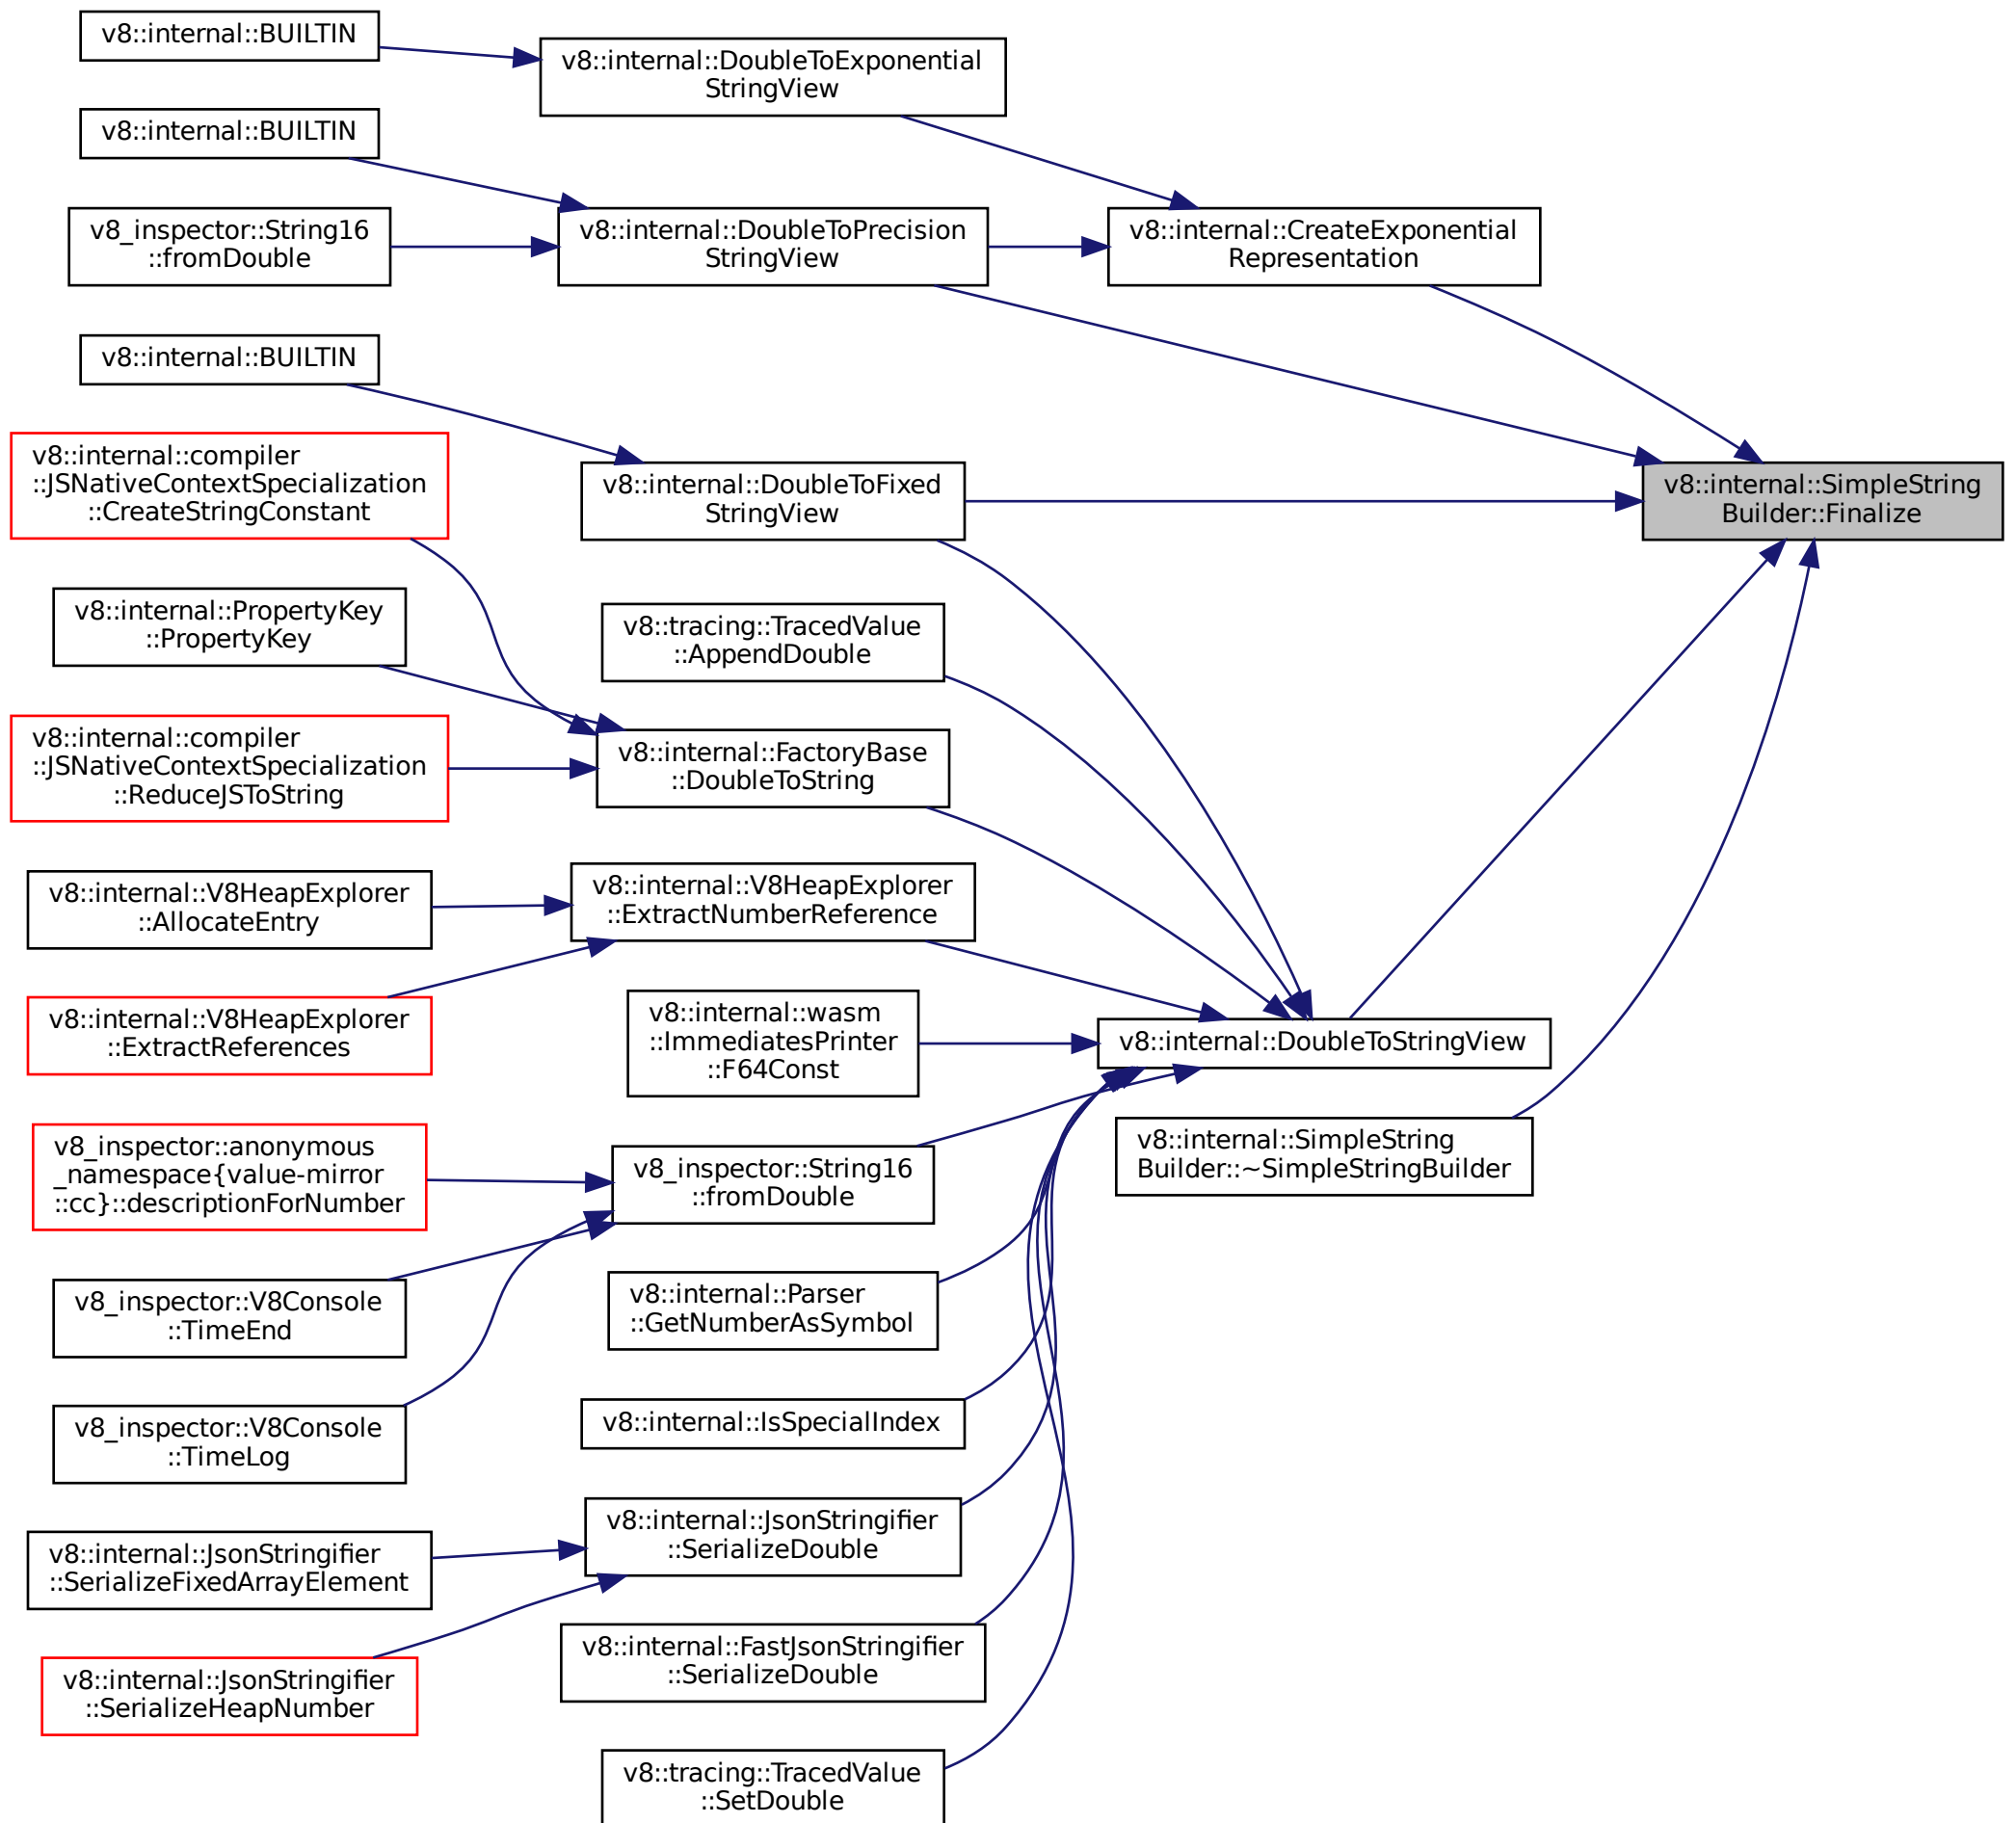 v8::internal::BUILTIN
v8::internal::DoubleToExponential
StringView
v8::internal::BUILTIN
v8_inspector::String16
::fromDouble
v8::internal::DoubleToPrecision
StringView
v8::internal::CreateExponential
Representation
v8::internal::BUILTIN
v8::internal::compiler
::JSNativeContextSpecialization
::CreateStringConstant
v8::internal::DoubleToFixed
StringView
v8::internal::SimpleString
Builder::Finalize
v8::internal::PropertyKey
::PropertyKey
v8::tracing::TracedValue
::AppendDouble
v8::internal::compiler
::JSNativeContextSpecialization
::ReduceJSToString
v8::internal::FactoryBase
::DoubleToString
v8::internal::V8HeapExplorer
::AllocateEntry
v8::internal::V8HeapExplorer
::ExtractNumberReference
v8::internal::V8HeapExplorer
::ExtractReferences
v8::internal::wasm
::ImmediatesPrinter
::F64Const
v8::internal::DoubleToStringView
v8_inspector::anonymous
_namespace{value-mirror
::cc}::descriptionForNumber
v8_inspector::String16
::fromDouble
v8::internal::SimpleString
Builder::~SimpleStringBuilder
v8_inspector::V8Console
::TimeEnd
v8::internal::Parser
::GetNumberAsSymbol
v8_inspector::V8Console
::TimeLog
v8::internal::IsSpecialIndex
v8::internal::JsonStringifier
::SerializeFixedArrayElement
v8::internal::JsonStringifier
::SerializeDouble
v8::internal::JsonStringifier
::SerializeHeapNumber
v8::internal::FastJsonStringifier
::SerializeDouble
v8::tracing::TracedValue
::SetDouble